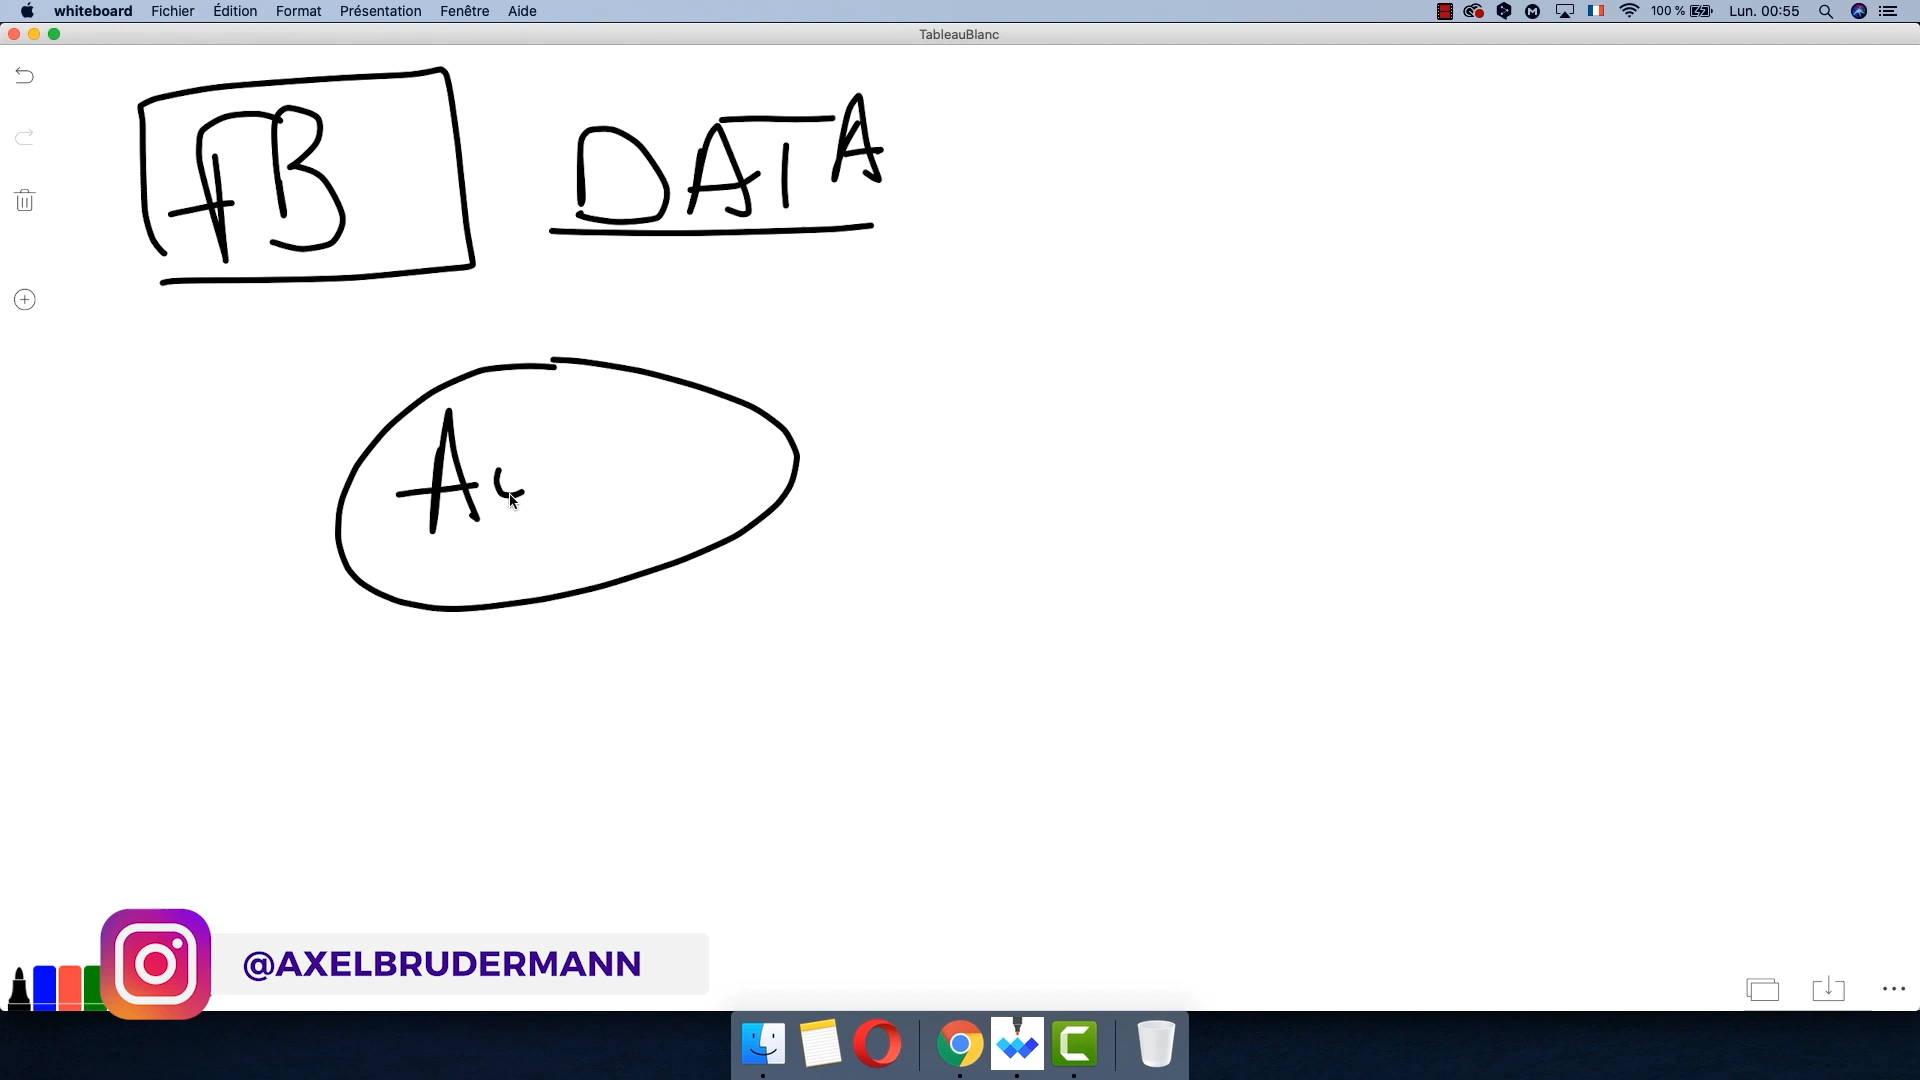 whiteboard Fichier Édition Format Présentation Fenêtre Aide 100 % Lun. 00:55
TableauBlanc
FB DATA
A
@AXELBRUDERMANN